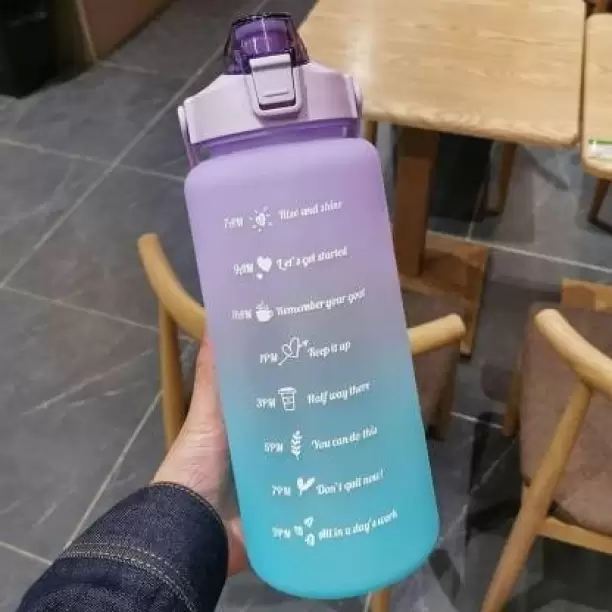 7AM Rise and shine
9AM Let's get started
11AM Remember your goal
1PM Keep it up
3PM Half way there
5PM You can do this
7PM Don't quit now!
9PM All in a day's work